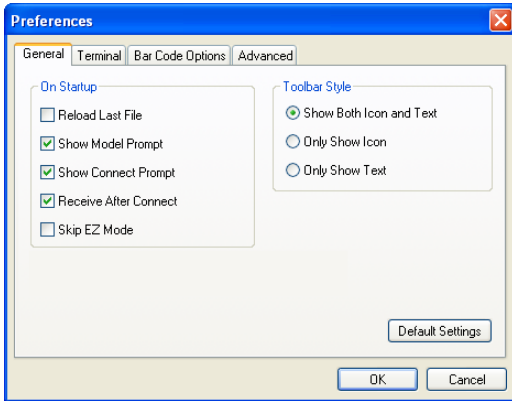 Preferences
General Terminal Bar Code Options Advanced
On Startup
Reload Last File
Show Model Prompt
Show Connect Prompt
Receive After Connect
Skip EZ Mode
Toolbar Style
Show Both Icon and Text
Only Show Icon
Only Show Text
Default Settings
OK Cancel